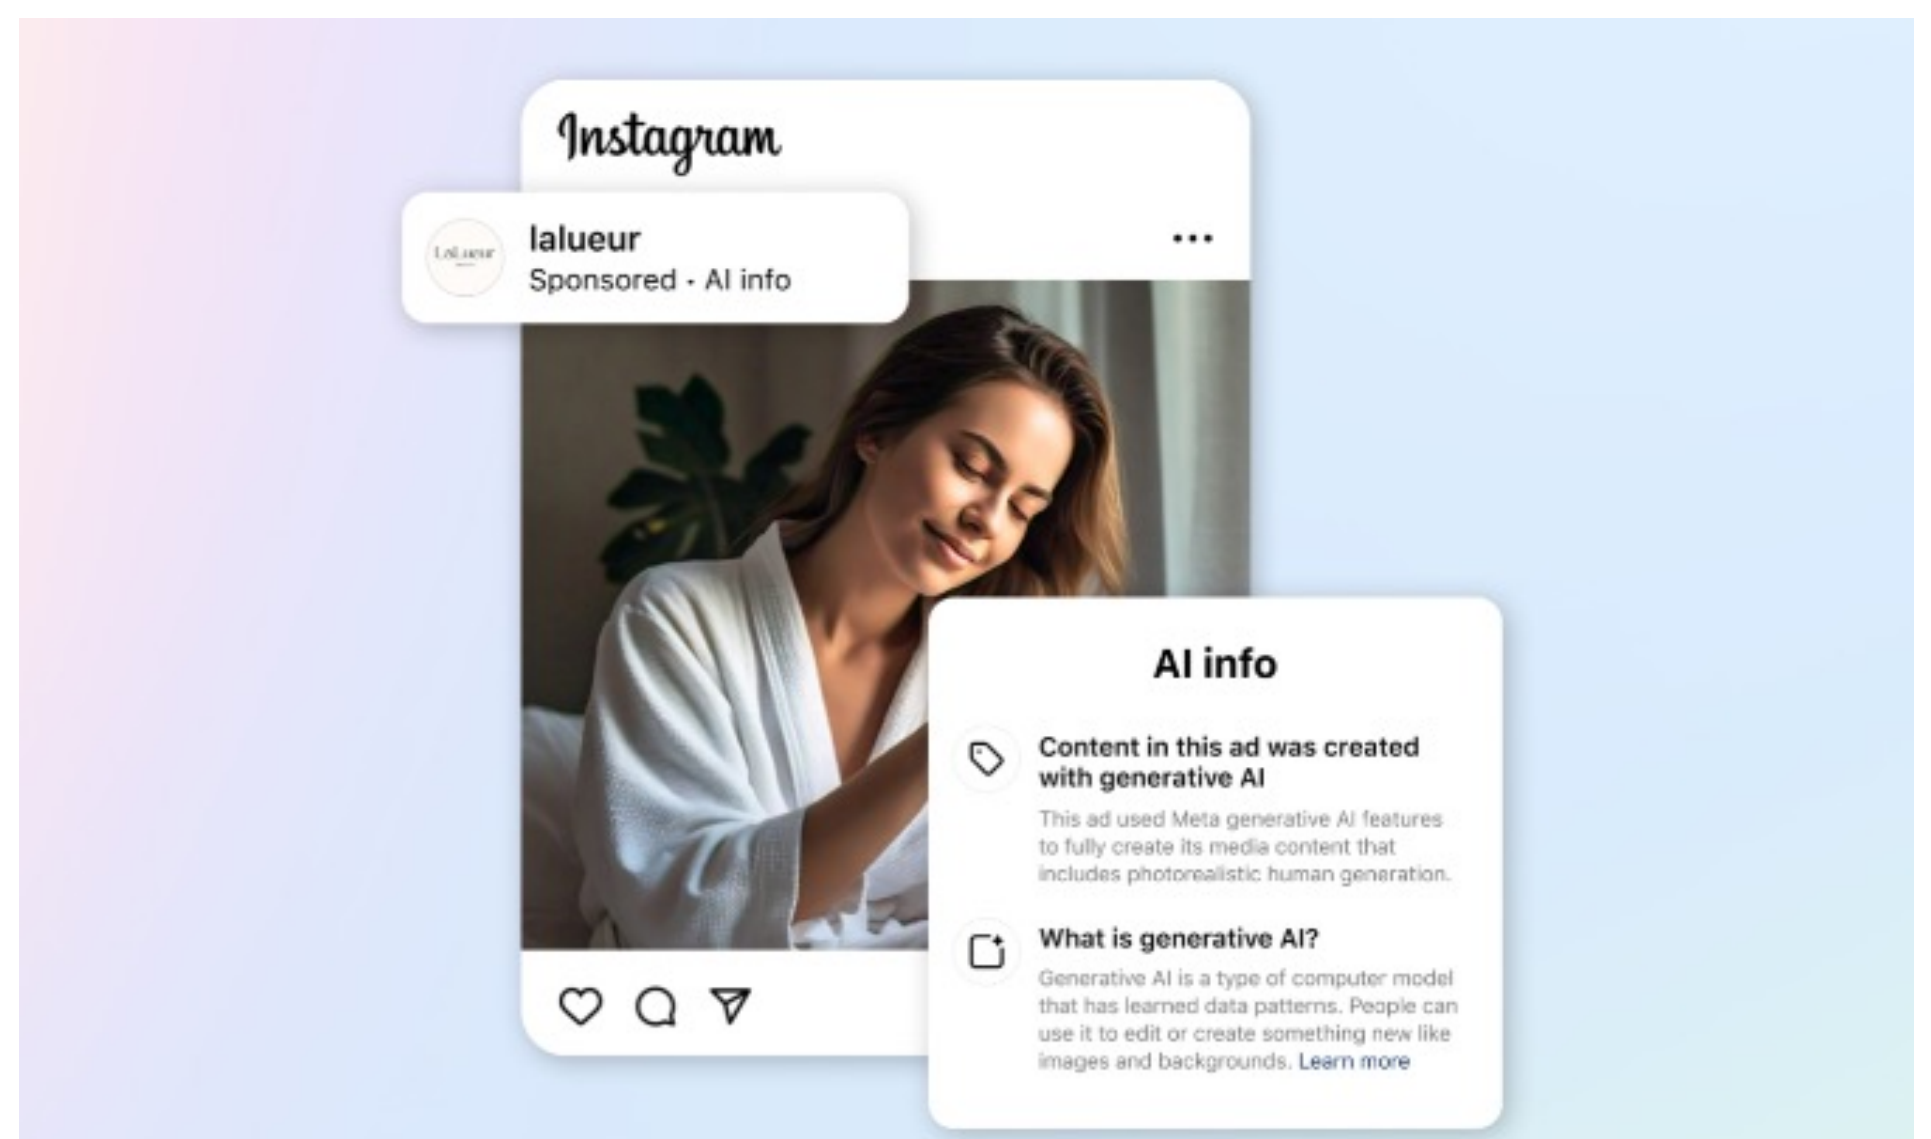 Instagram
LaLueur
lalueur
Sponsored · AI info
AI info
Content in this ad was created
with generative AI
This ad used Meta generative AI features
to fully create its media content that
includes photorealistic human generation.
What is generative AI?
Generative AI is a type of computer model
that has learned data patterns. People can
use it to edit or create something new like
images and backgrounds. Learn more